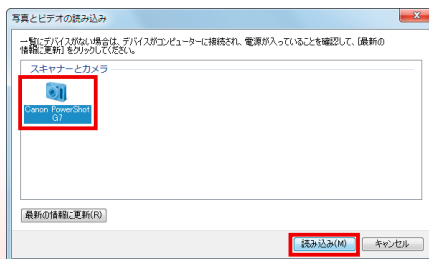 写真とビデオの読み込み
一覧にデバイスがない場合は、デバイスがコンピューターに接続され、電源が入っていることを確認して、[最新の
情報に更新] をクリックしてください。
スキャナーとカメラ
Canon PowerShot
G7
最新の情報に更新(R)
読み込み(M)
キャンセル